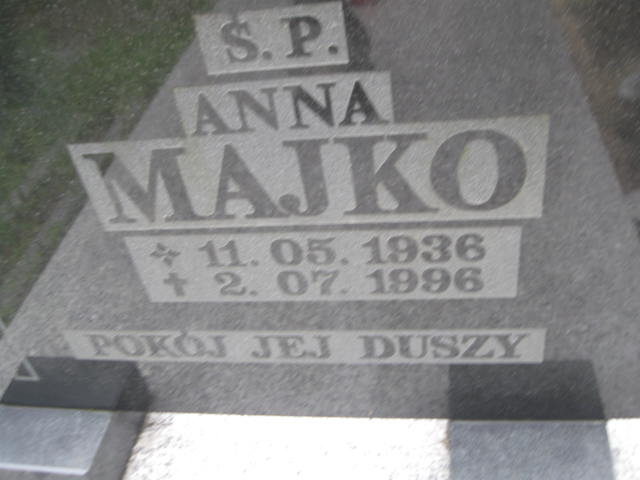 Ś.P.
ANNA
MAJKO
11. 05. 1936
† 2. 07. 1996
POKÓJ JEJ DUSZY